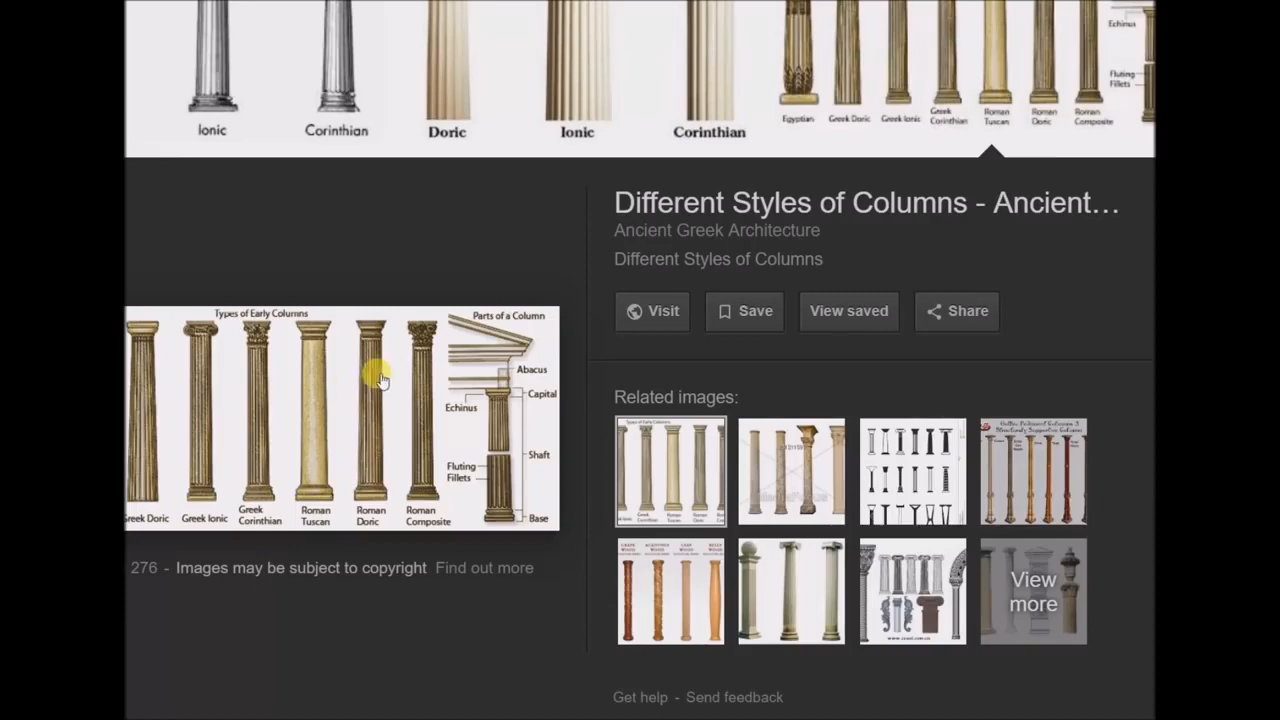 Ionic
Corinthian
Doric
Ionic
Corinthian
Egyptian
Greek Doric
Greek Ionic
Greek
Corinthian
Roman
Tuscan
Roman
Doric
Roman
Composite
Echinus
Fluting
Fillets
Different Styles of Columns - Ancient…
Ancient Greek Architecture
Different Styles of Columns
Visit
Save
View saved
Share
Types of Early Columns
Parts of a Column
Abacus
Capital
Echinus
Shaft
Fluting
Fillets
Base
Greek Doric
Greek Ionic
Greek
Corinthian
Roman
Tuscan
Roman
Doric
Roman
Composite
276 - Images may be subject to copyright Find out more
Related images:
Types of Early Columns
View
more
Get help - Send feedback